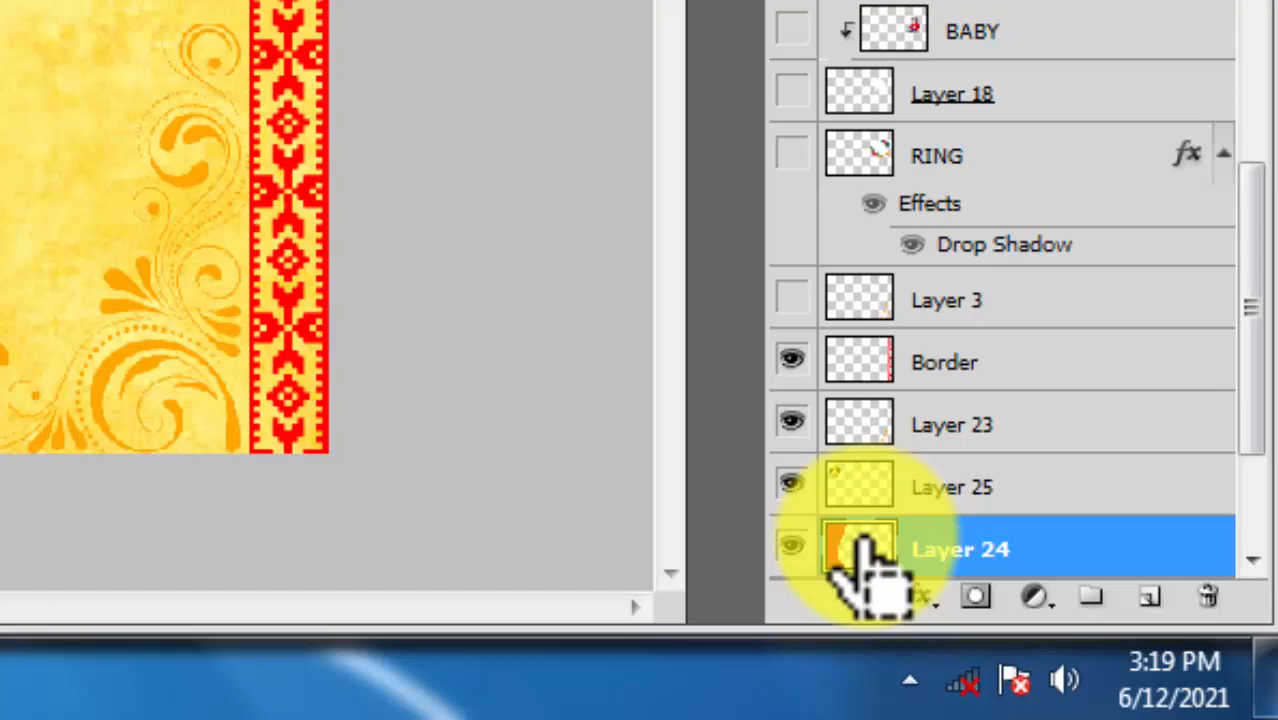 BABY
Layer 18
RING
fx
Effects
Drop Shadow
Layer 3
Border
Layer 23
Layer 25
Layer 24
3:19 PM
6/12/2021